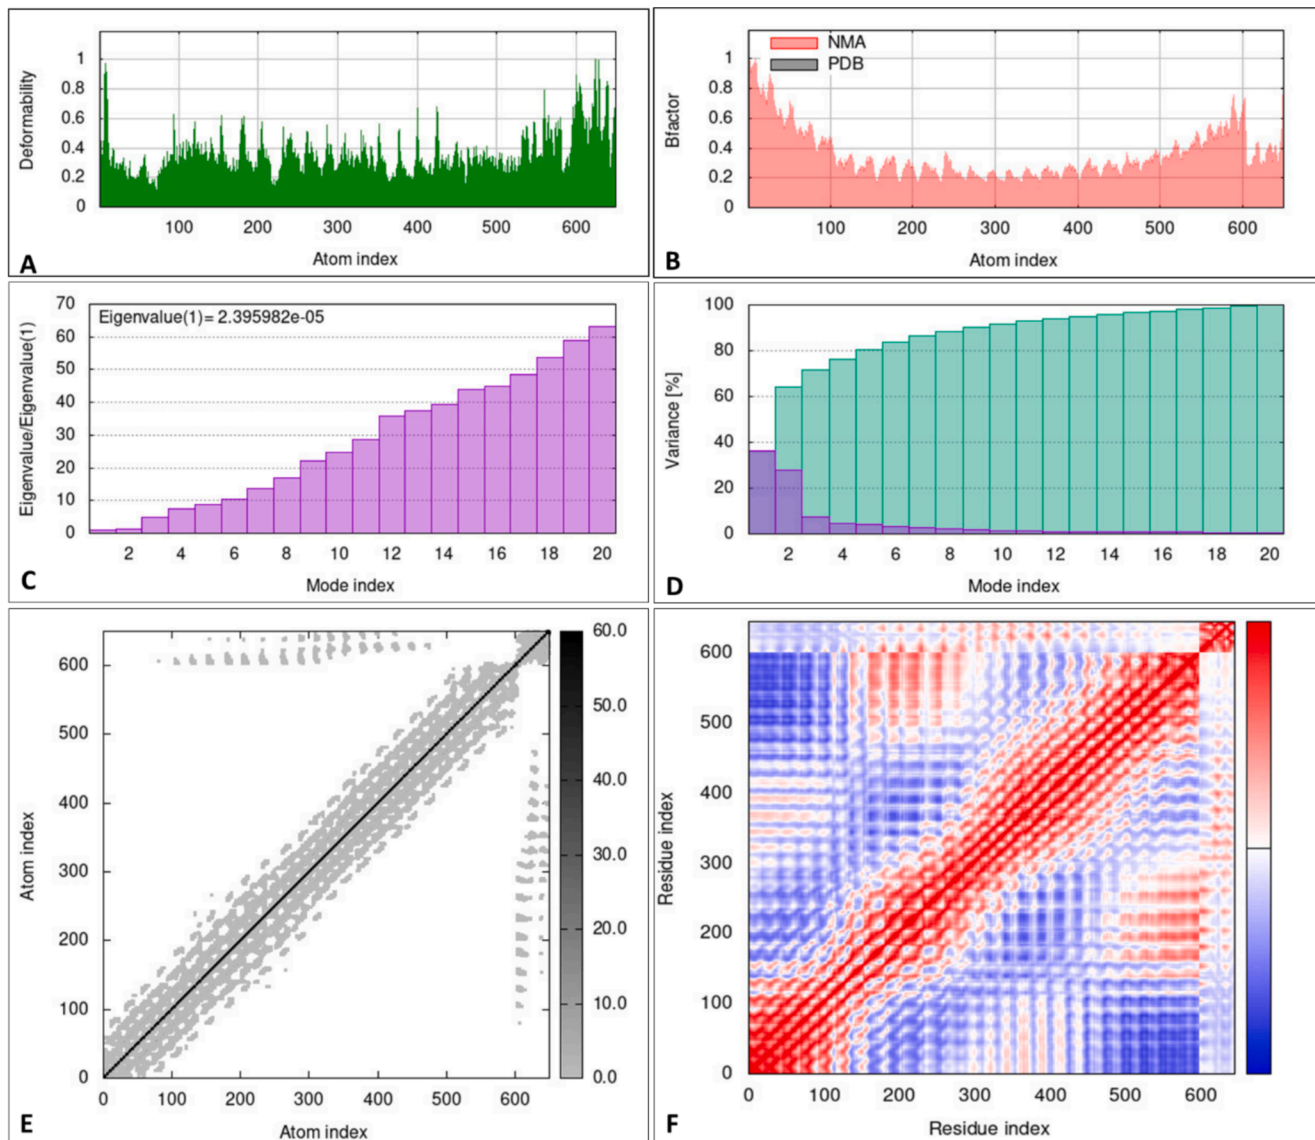 Deformability
1
0.8
0.6
0.4
0.2
0
100 200 300 400 500 600
Atom index
A
Bfactor
NMA
PDB
1
0.8
0.6
0.4
0.2
0
100 200 300 400 500 600
Atom index
B
Eigenvalue/Eigenvalue(1)
Eigenvalue(1)= 2.395982e-05
70
60
50
40
30
20
10
0
2 4 6 8 10 12 14 16 18 20
Mode index
C
Variance [%]
100
80
60
40
20
0
2 4 6 8 10 12 14 16 18 20
Mode index
D
Atom index
600
500
400
300
200
100
0
0 100 200 300 400 500 600
Atom index
60.0
50.0
40.0
30.0
20.0
10.0
0.0
E
Residue index
600
500
400
300
200
100
0
0 100 200 300 400 500 600
Residue index
F